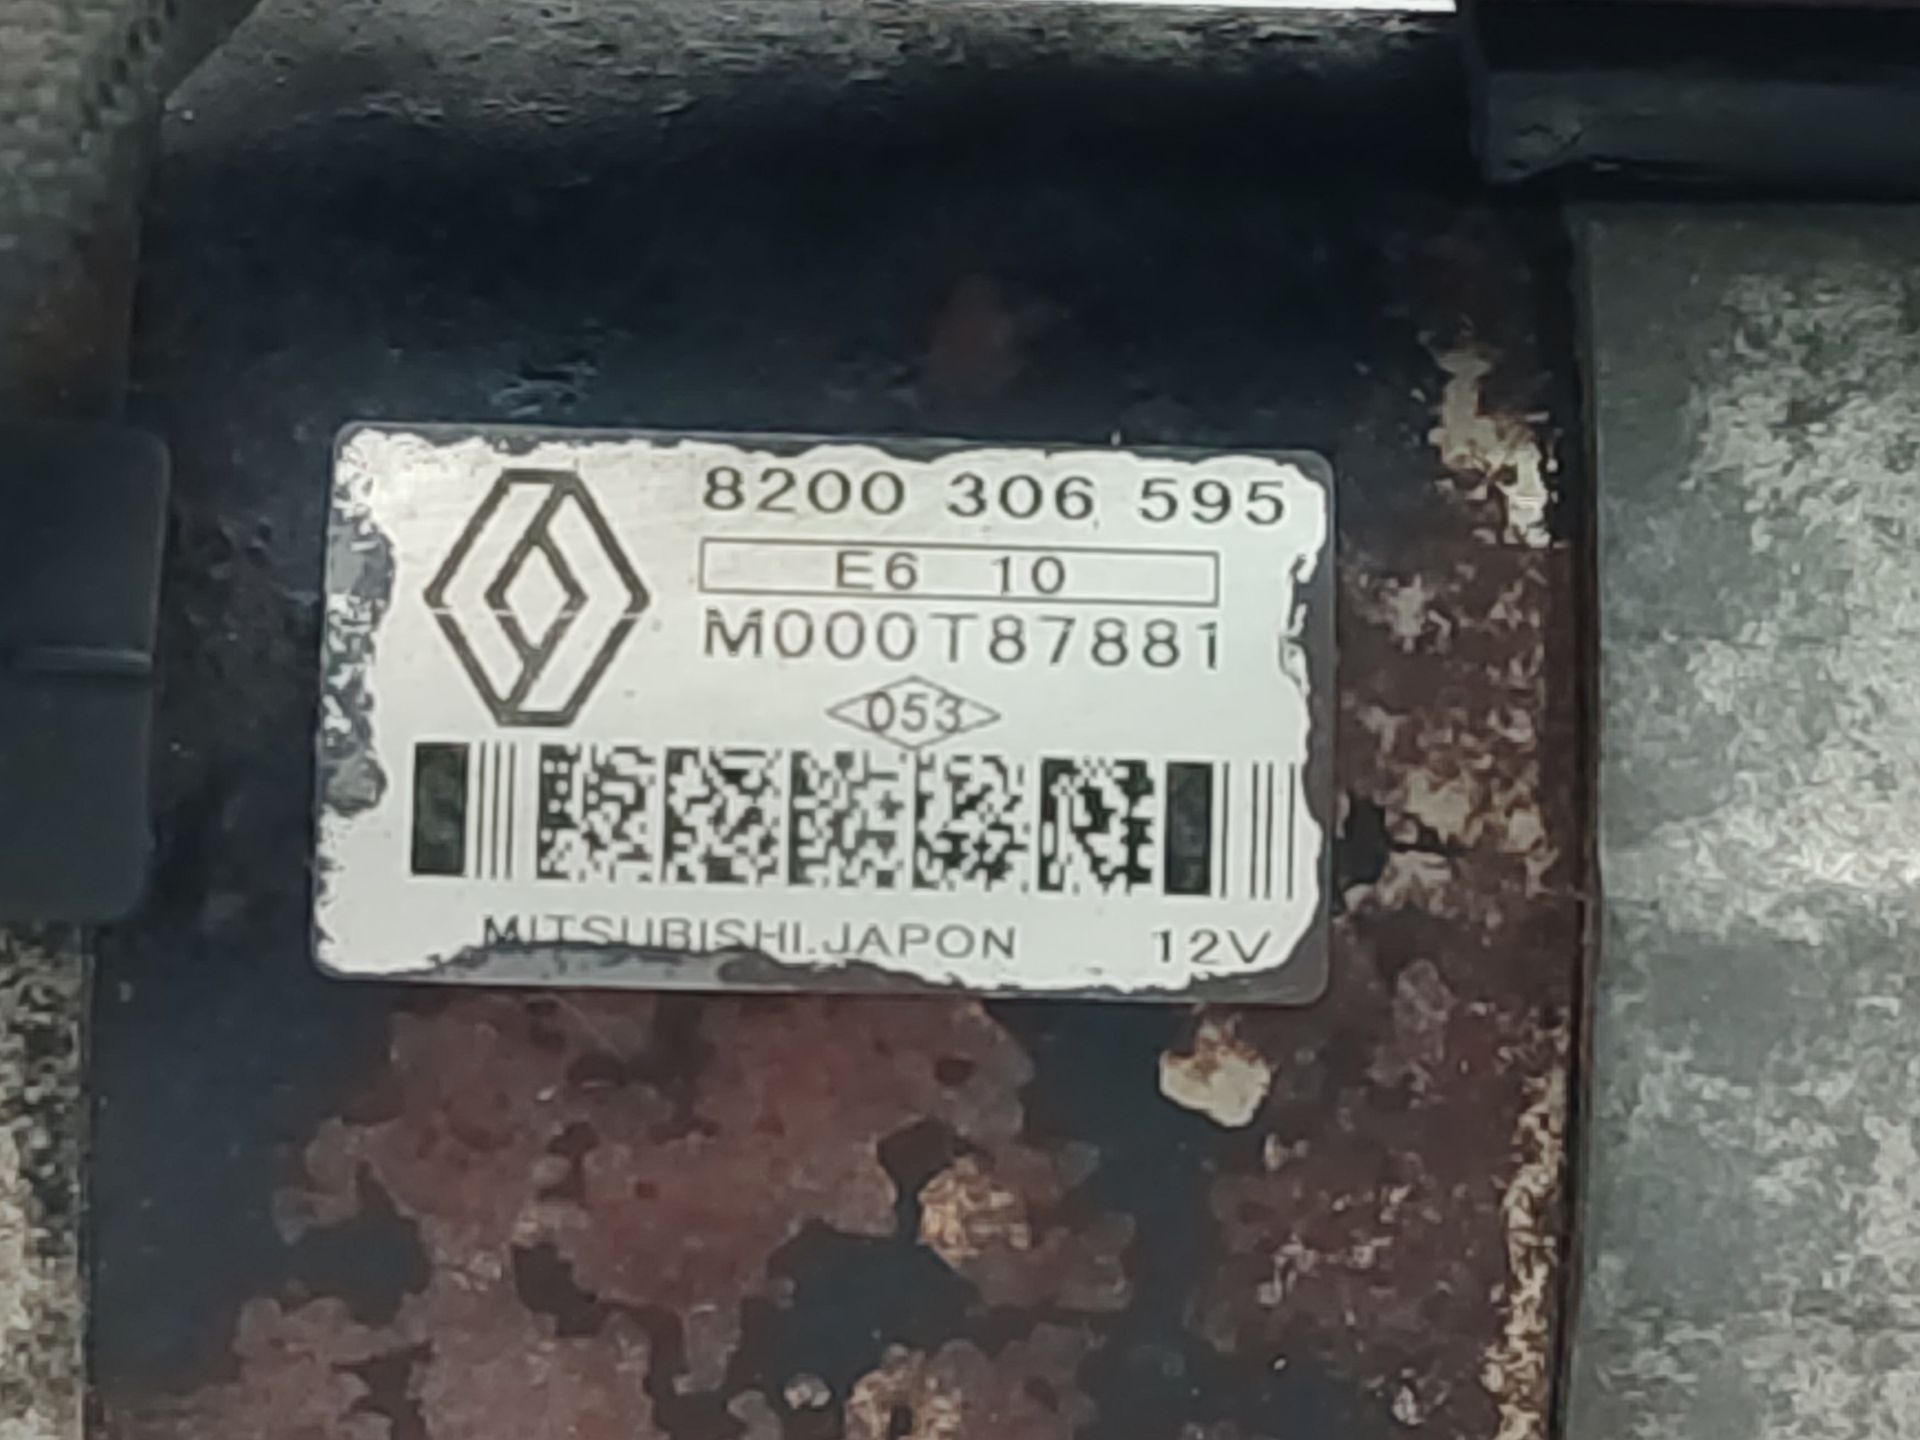 8200 306 595
E6 10
M000T87881
053
MITSUBISHI.JAPON 12V